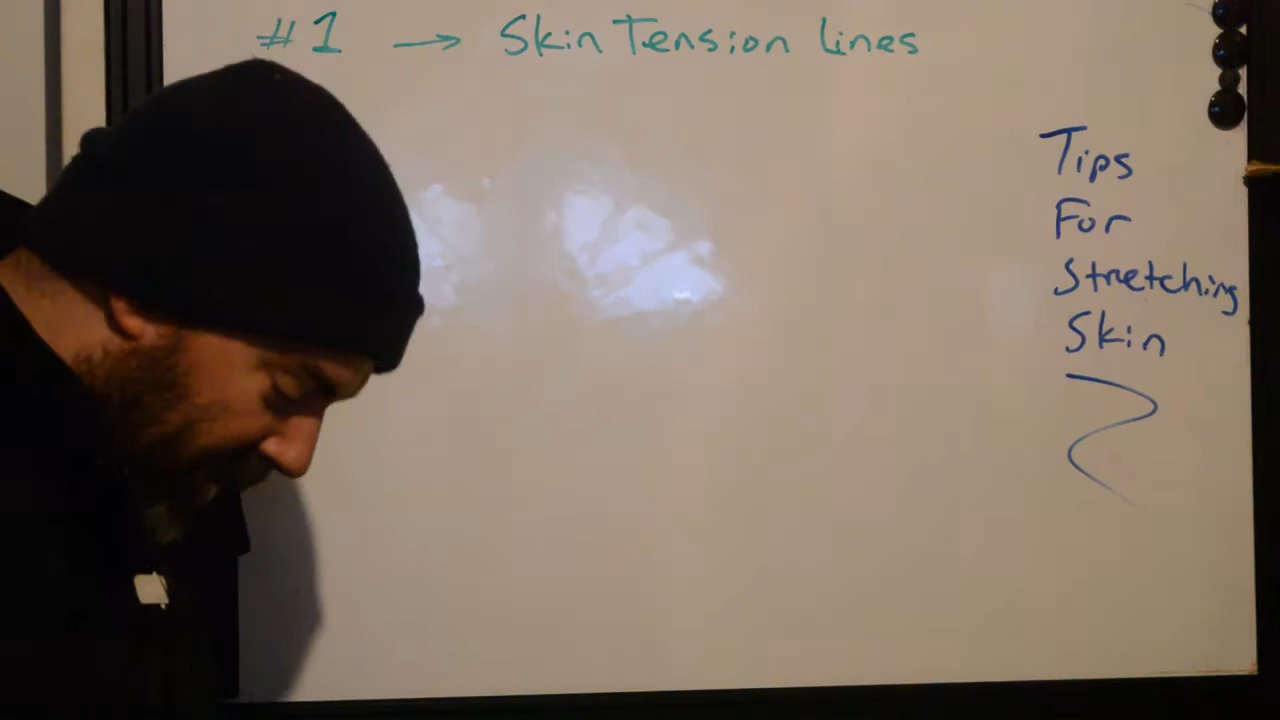 #1 → Skin Tension lines
Tips
For
Stretching
Skin